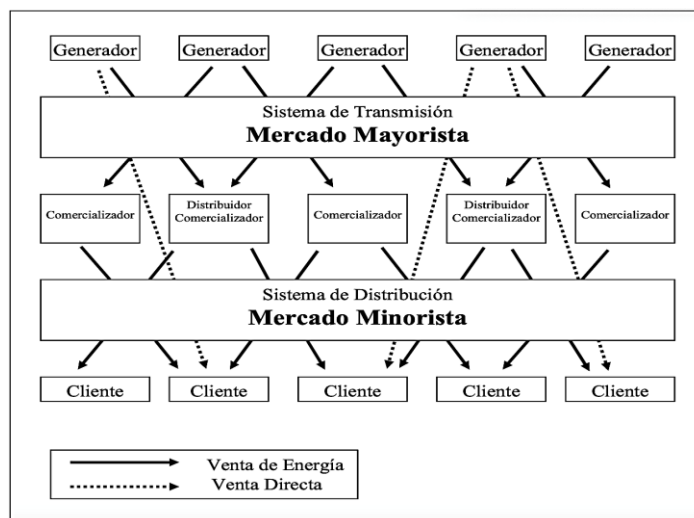 Generador
Generador
Generador
Generador
Generador
Sistema de Transmisión
Mercado Mayorista
Comercializador
Distribuidor
Comercializador
Comercializador
Distribuidor
Comercializador
Comercializador
Sistema de Distribución
Mercado Minorista
Cliente
Cliente
Cliente
Cliente
Cliente
Venta de Energía
Venta Directa